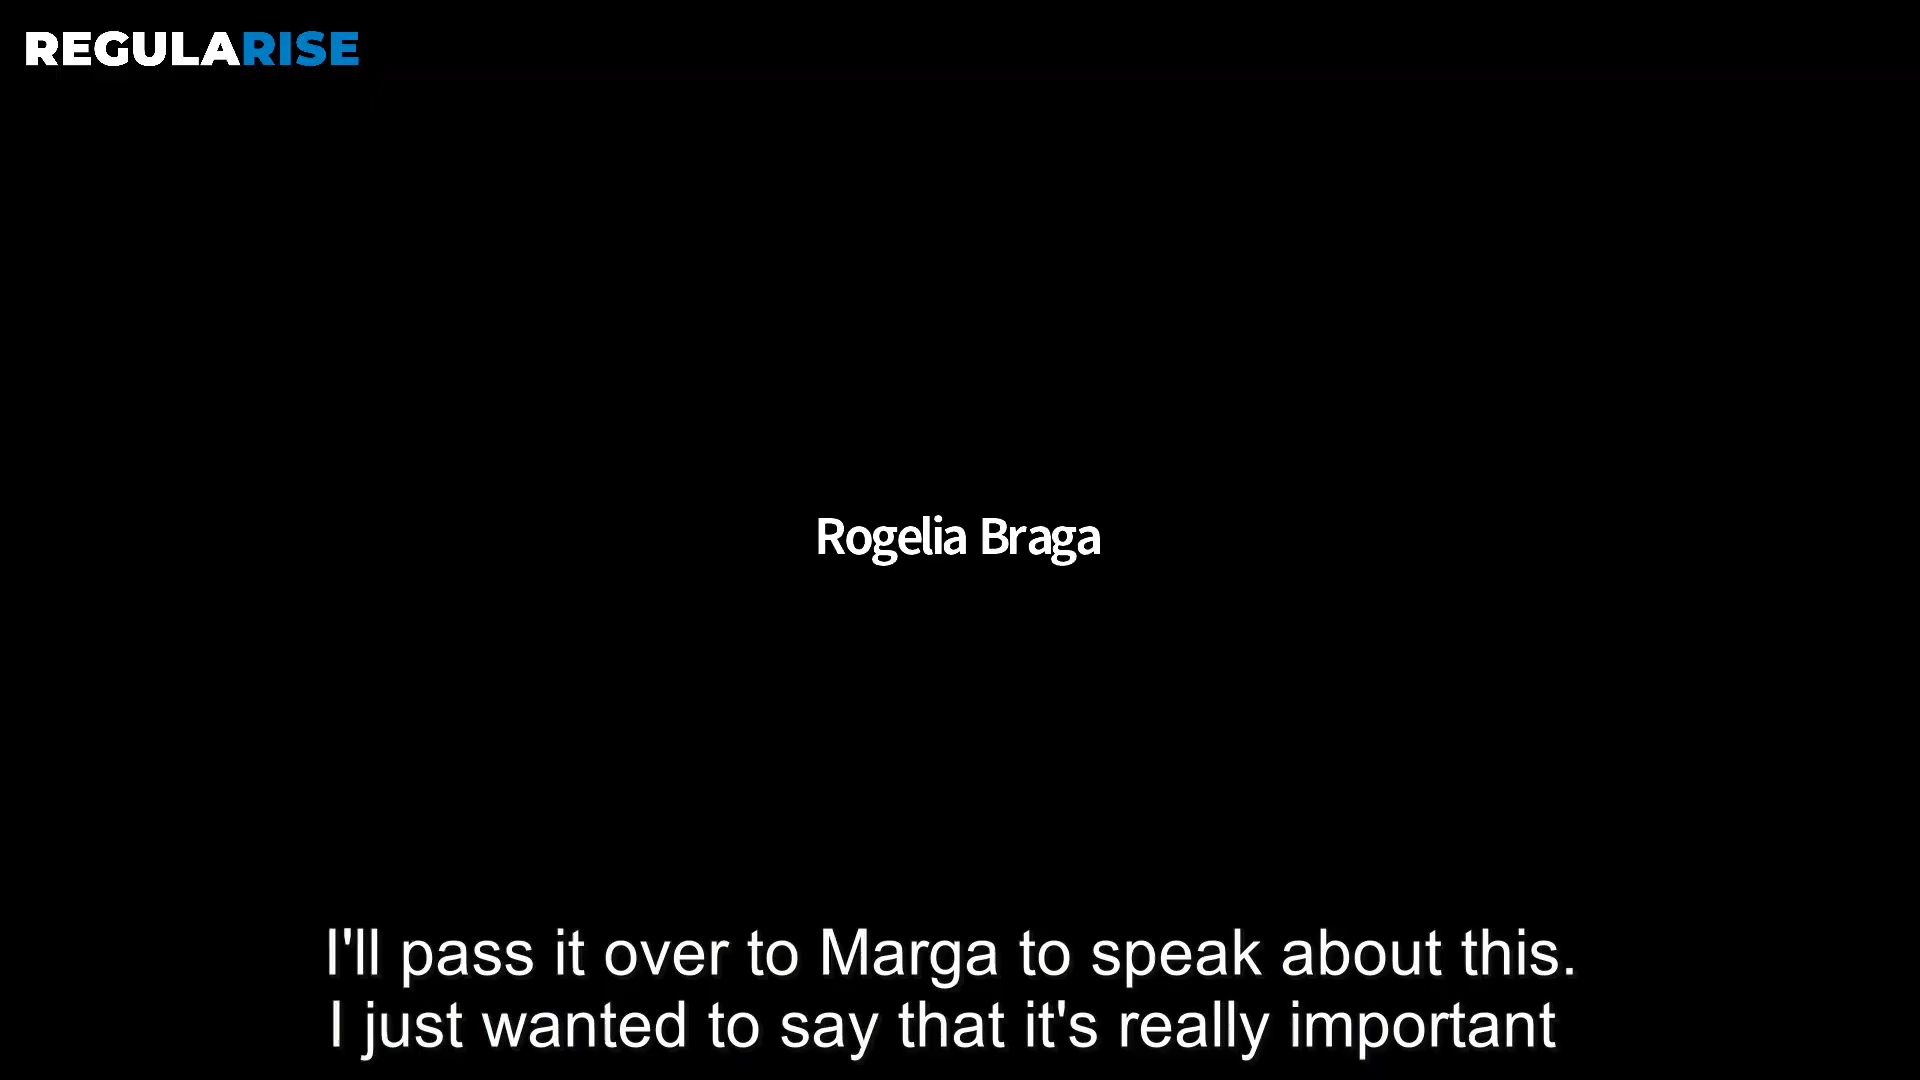 REGULARISE
Rogelia Braga
I'll pass it over to Marga to speak about this.
I just wanted to say that it's really important